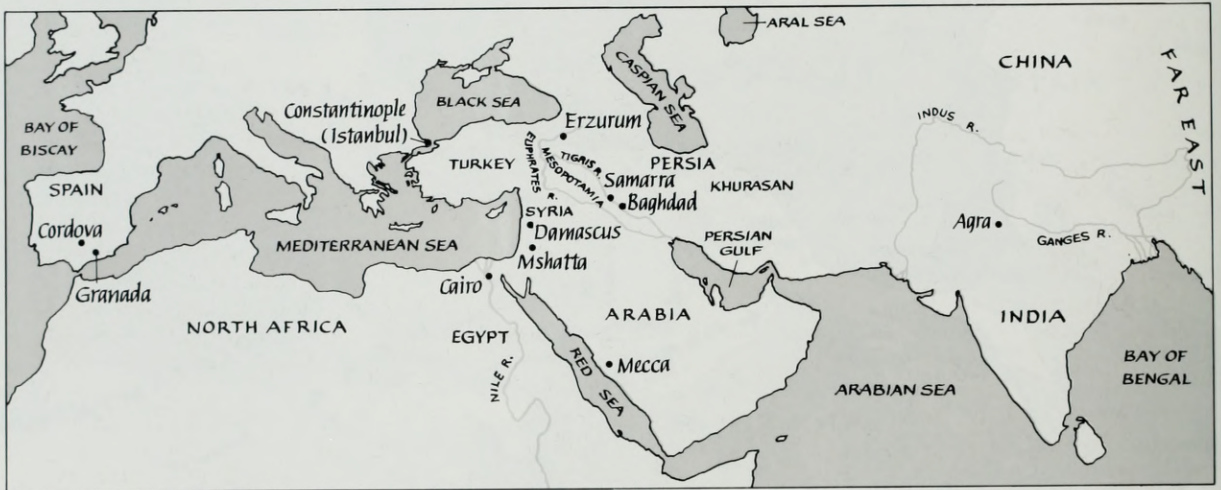 ARAL SEA
CHINA
FAR EAST
CASPIAN SEA
BLACK SEA
Constantinople
(Istanbul)
INDUS R.
BAY OF
BISCAY
Erzurum
TURKEY
EUPHRATES R.
MESOPOTAMIA
TIGRIS R.
PERSIA
SPAIN
Samarra
KHURASAN
Baghdad
SYRIA
Cordova
Damascus
Agra
GANGES R.
MEDITERRANEAN SEA
PERSIAN
GULF
Mshatta
Granada
Cairo
NORTH AFRICA
ARABIA
INDIA
EGYPT
NILE R.
RED SEA
Mecca
ARABIAN SEA
BAY OF
BENGAL